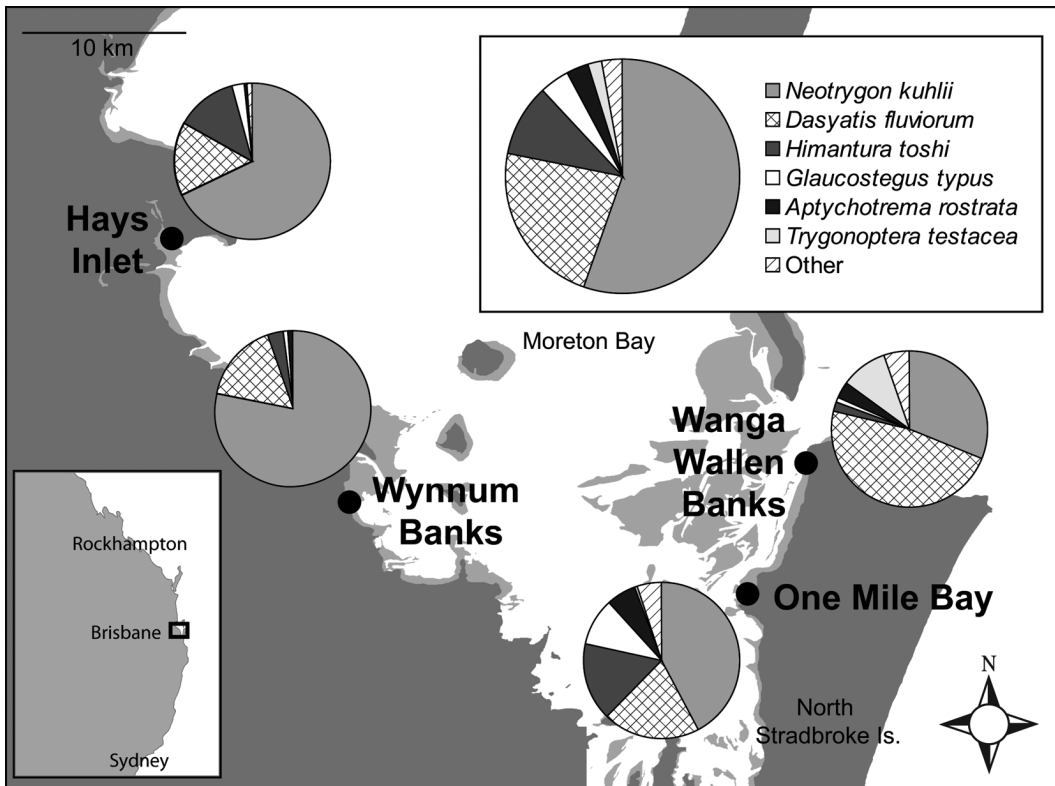 10 km
Neotrygon kuhlii
Dasyatis fluviorum
Himantura toshi
Glaucostegus typus
Aptychotrema rostrata
Trygonoptera testacea
Other
Hays
Inlet
Moreton Bay
Wanga
Wallen
Banks
Wynnum
Banks
One Mile Bay
North
Stradbroke Is.
N
Rockhampton
Brisbane
Sydney